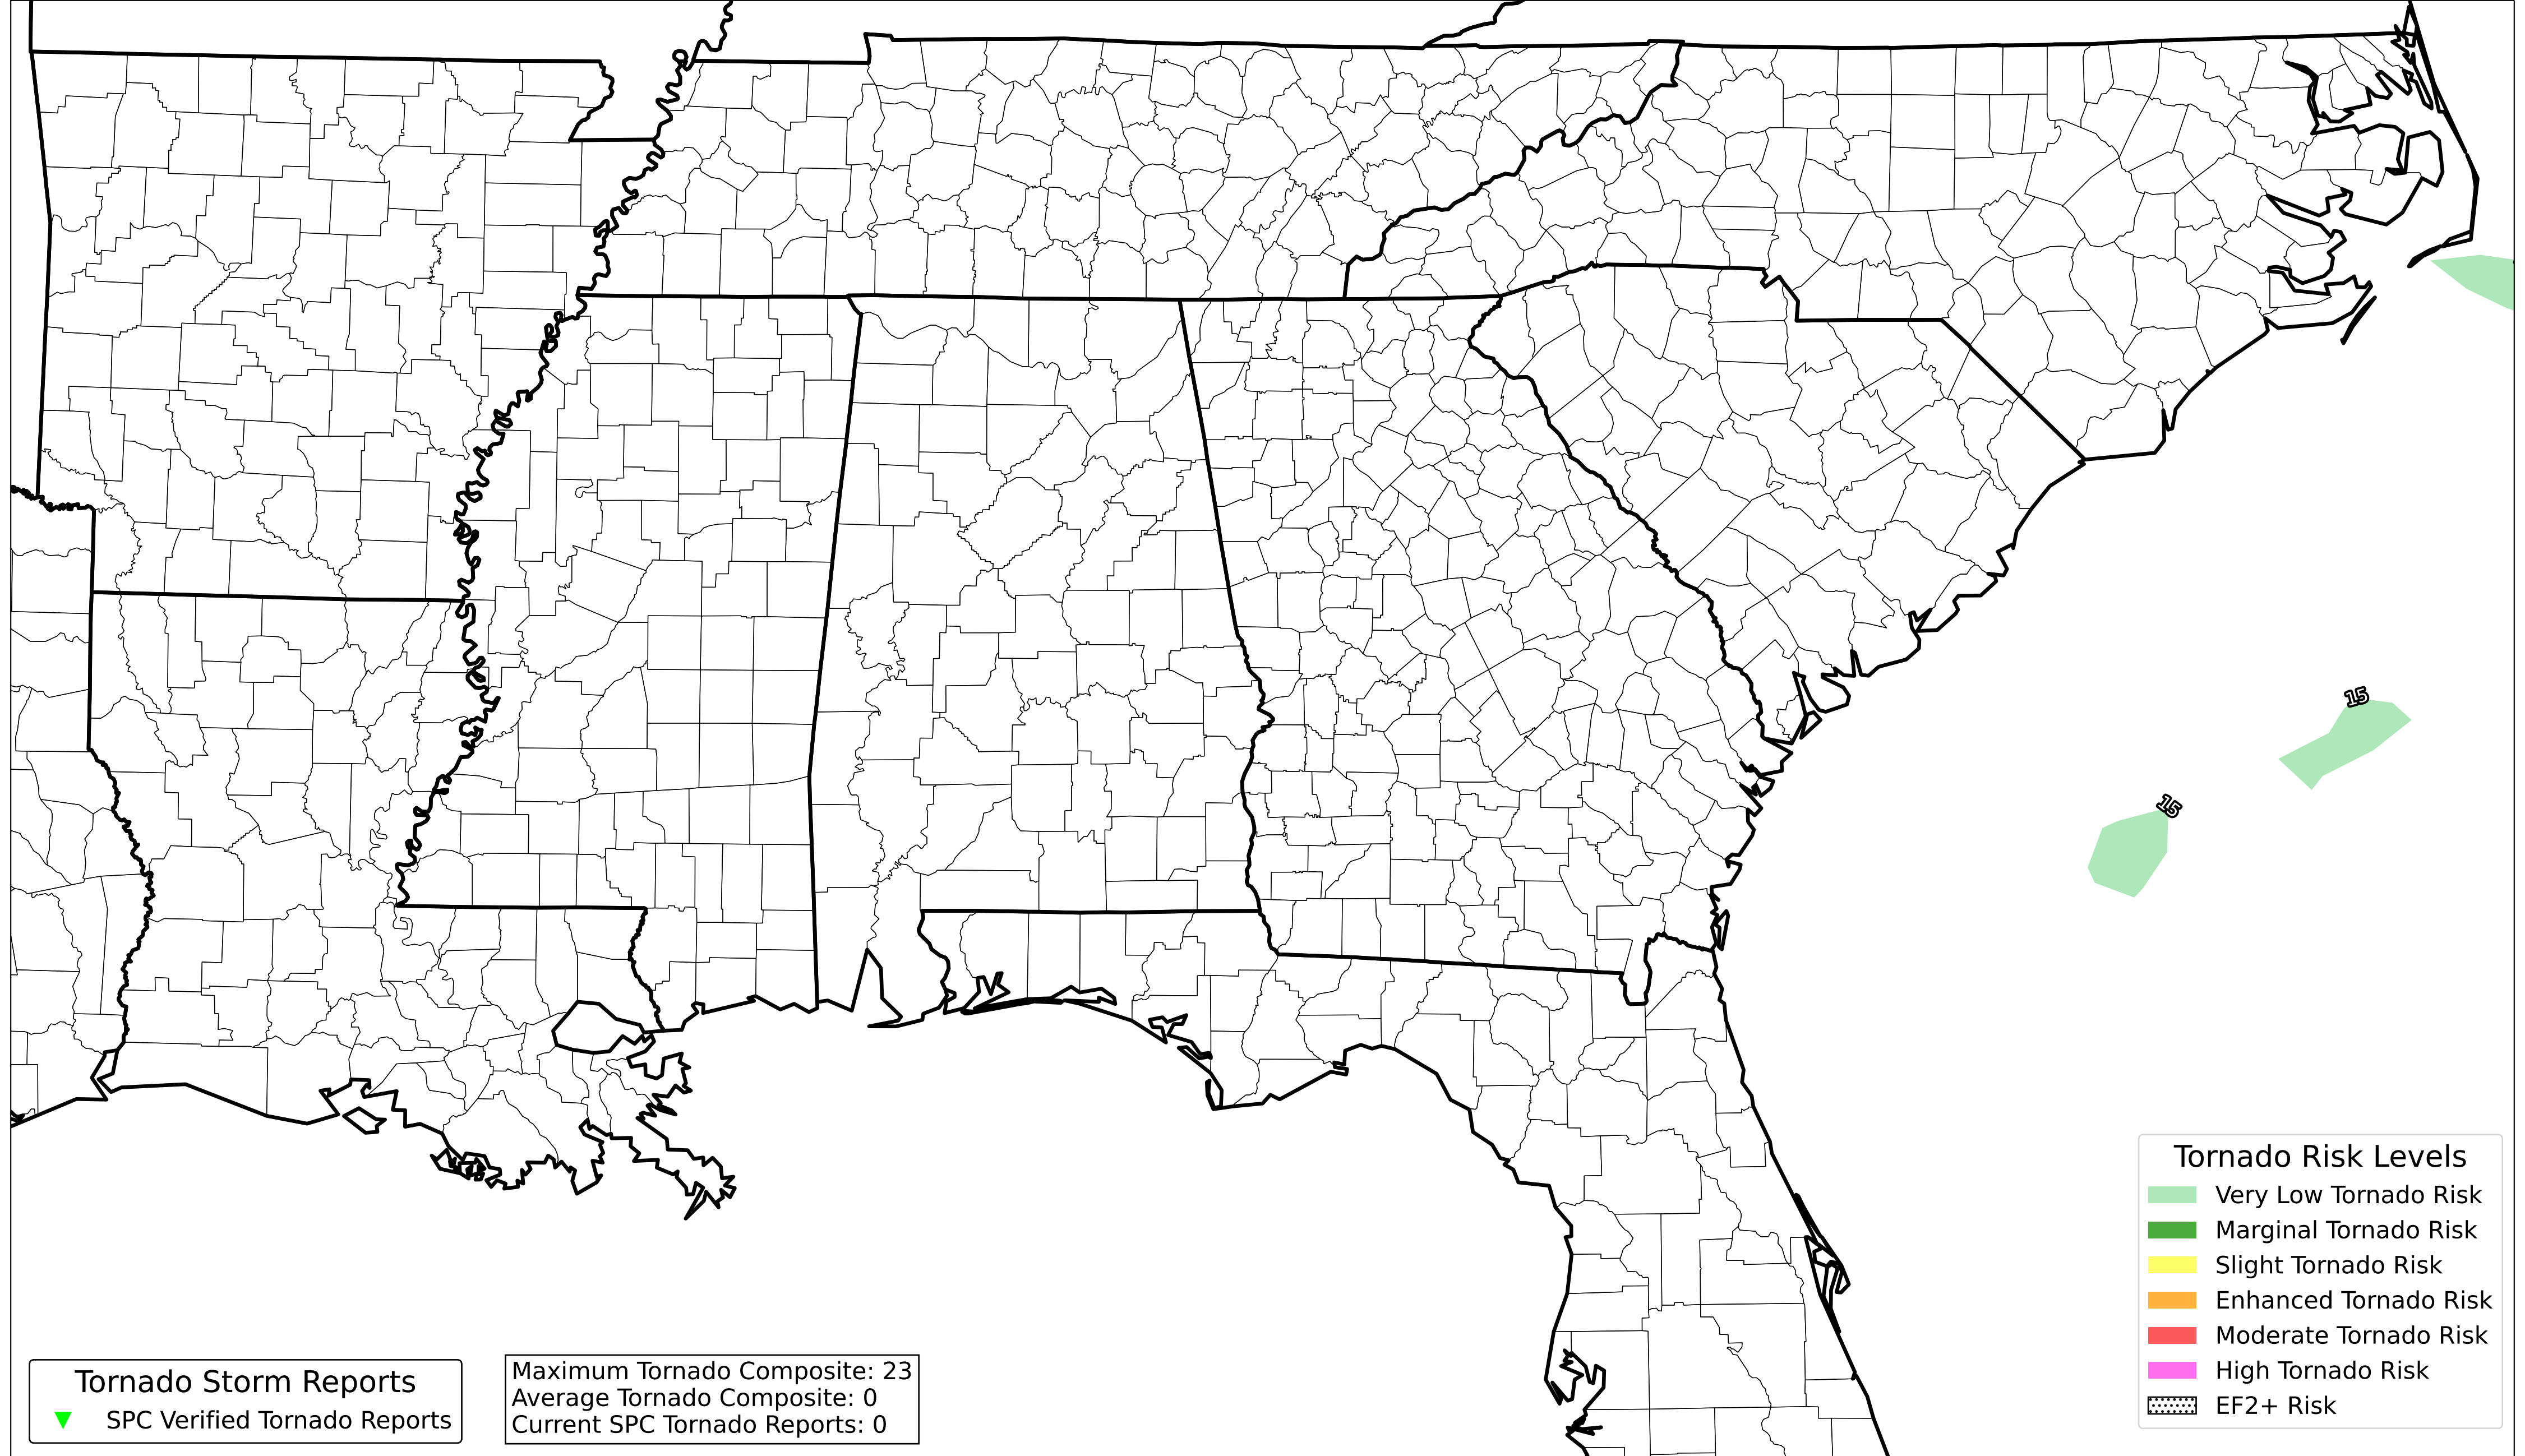 15
15
Tornado Risk Levels
Very Low Tornado Risk
Marginal Tornado Risk
Slight Tornado Risk
Enhanced Tornado Risk
Moderate Tornado Risk
High Tornado Risk
EF2+ Risk
Tornado Storm Reports
SPC Verified Tornado Reports
Maximum Tornado Composite: 23
Average Tornado Composite: 0
Current SPC Tornado Reports: 0